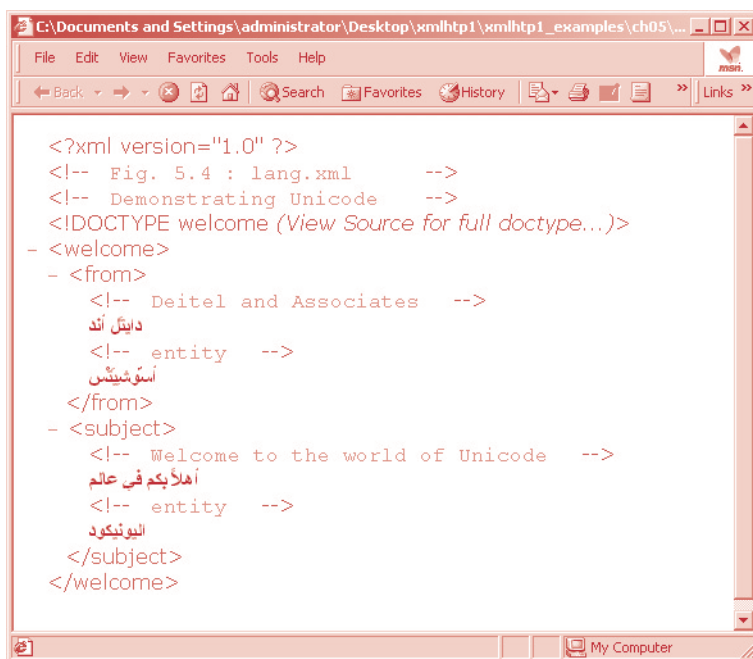 C:\Documents and Settings\administrator\Desktop\xmlhtp1\xmlhtp1_examples\ch05\...
File Edit View Favorites Tools Help
msn.
Back Search Favorites History » Links »
<?xml version="1.0" ?>
<!-- Fig. 5.4 : lang.xml -->
<!-- Demonstrating Unicode -->
<!DOCTYPE welcome (View Source for full doctype...)>
- <welcome>
- <from>
<!-- Deitel and Associates -->
دايتَل أند
<!-- entity -->
</from>
- <subject>
<!-- Welcome to the world of Unicode -->
أهلاً بكم في عالم
<!-- entity -->
اليونيكود
</subject>
</welcome>
My Computer